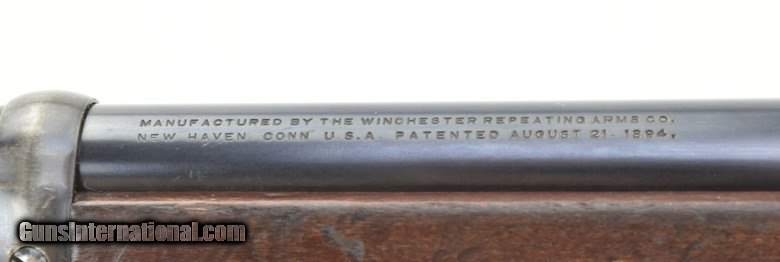 MANUFACTURED BY THE WINCHESTER REPEATING ARMS CO.
NEW HAVEN. CONN. U.S.A. PATENTED AUGUST 21. 1894.
GunsInternational.com